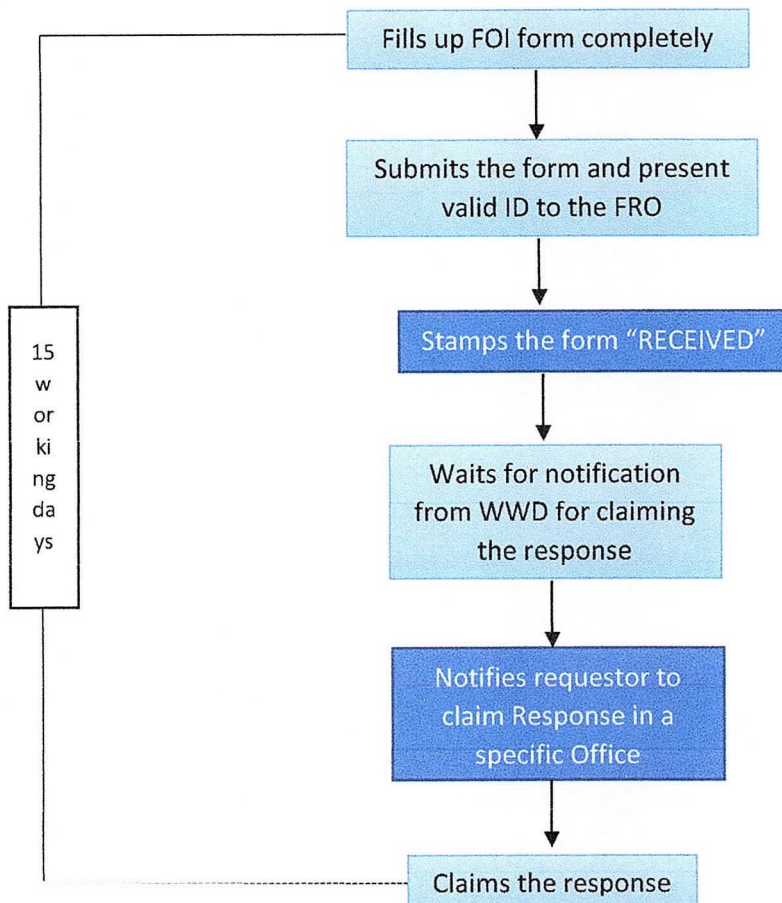 Fills up FOI form completely
Submits the form and present
valid ID to the FRO
Stamps the form “RECEIVED”
15
w
or
ki
ng
da
ys
Waits for notification
from WWD for claiming
the response
Notifies requestor to
claim Response in a
specific Office
Claims the response